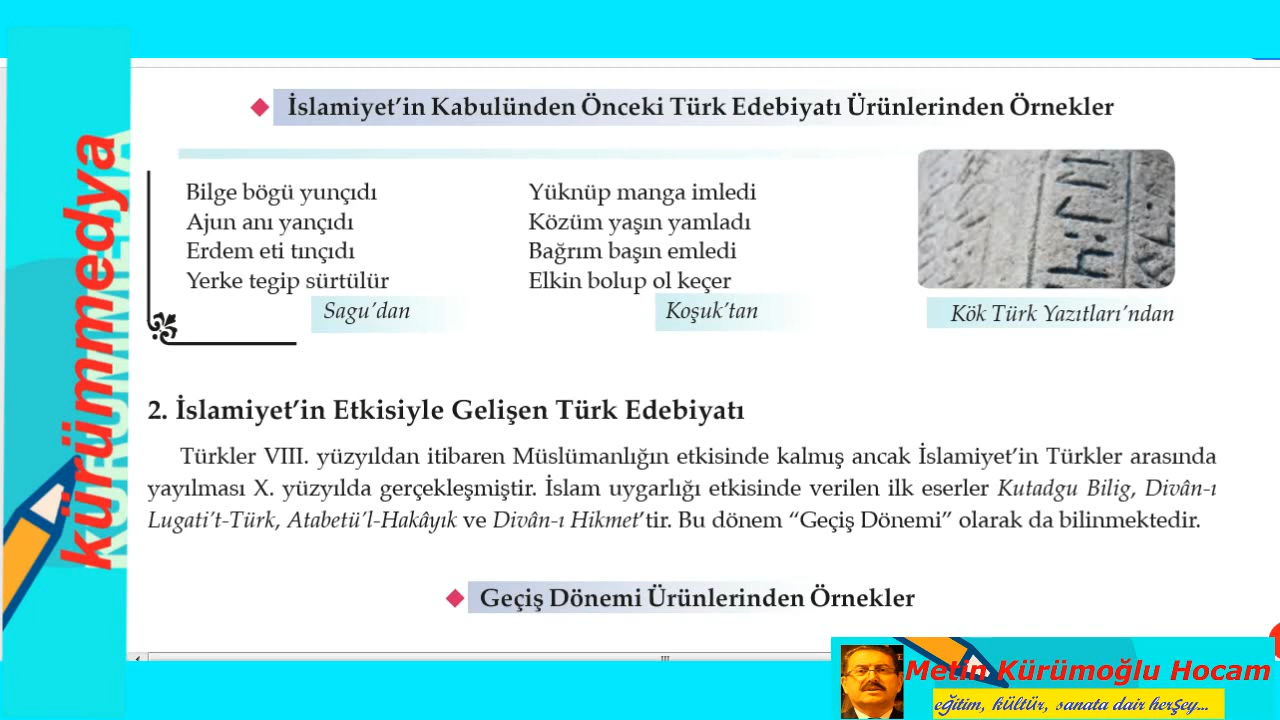 İslamiyet'in Kabulünden Önceki Türk Edebiyatı Ürünlerinden Örnekler
Bilge bögü yunçıdı
Ajun anı yançıdı
Erdem eti tınçıdı
Yerke tegip sürtülür
Sagu'dan
Yüknüp manga imledi
Közüm yaşın yamladı
Bağrım başın emledi
Elkin bolup ol keçer
Koşuk'tan
Kök Türk Yazıtları'ndan
2. İslamiyet'in Etkisiyle Gelişen Türk Edebiyatı
Türkler VIII. yüzyıldan itibaren Müslümanlığın etkisinde kalmış ancak İslamiyet'in Türkler arasında
yayılması X. yüzyılda gerçekleşmiştir. İslam uygarlığı etkisinde verilen ilk eserler Kutadgu Bilig, Divân-ı
Lugati't-Türk, Atabetü'l-Hakâyık ve Divân-ı Hikmet'tir. Bu dönem “Geçiş Dönemi” olarak da bilinmektedir.
Geçiş Dönemi Ürünlerinden Örnekler
kürümmedya
Metin Kürümoğlu Hocam
eğitim, kültür, sanata dair herşey...